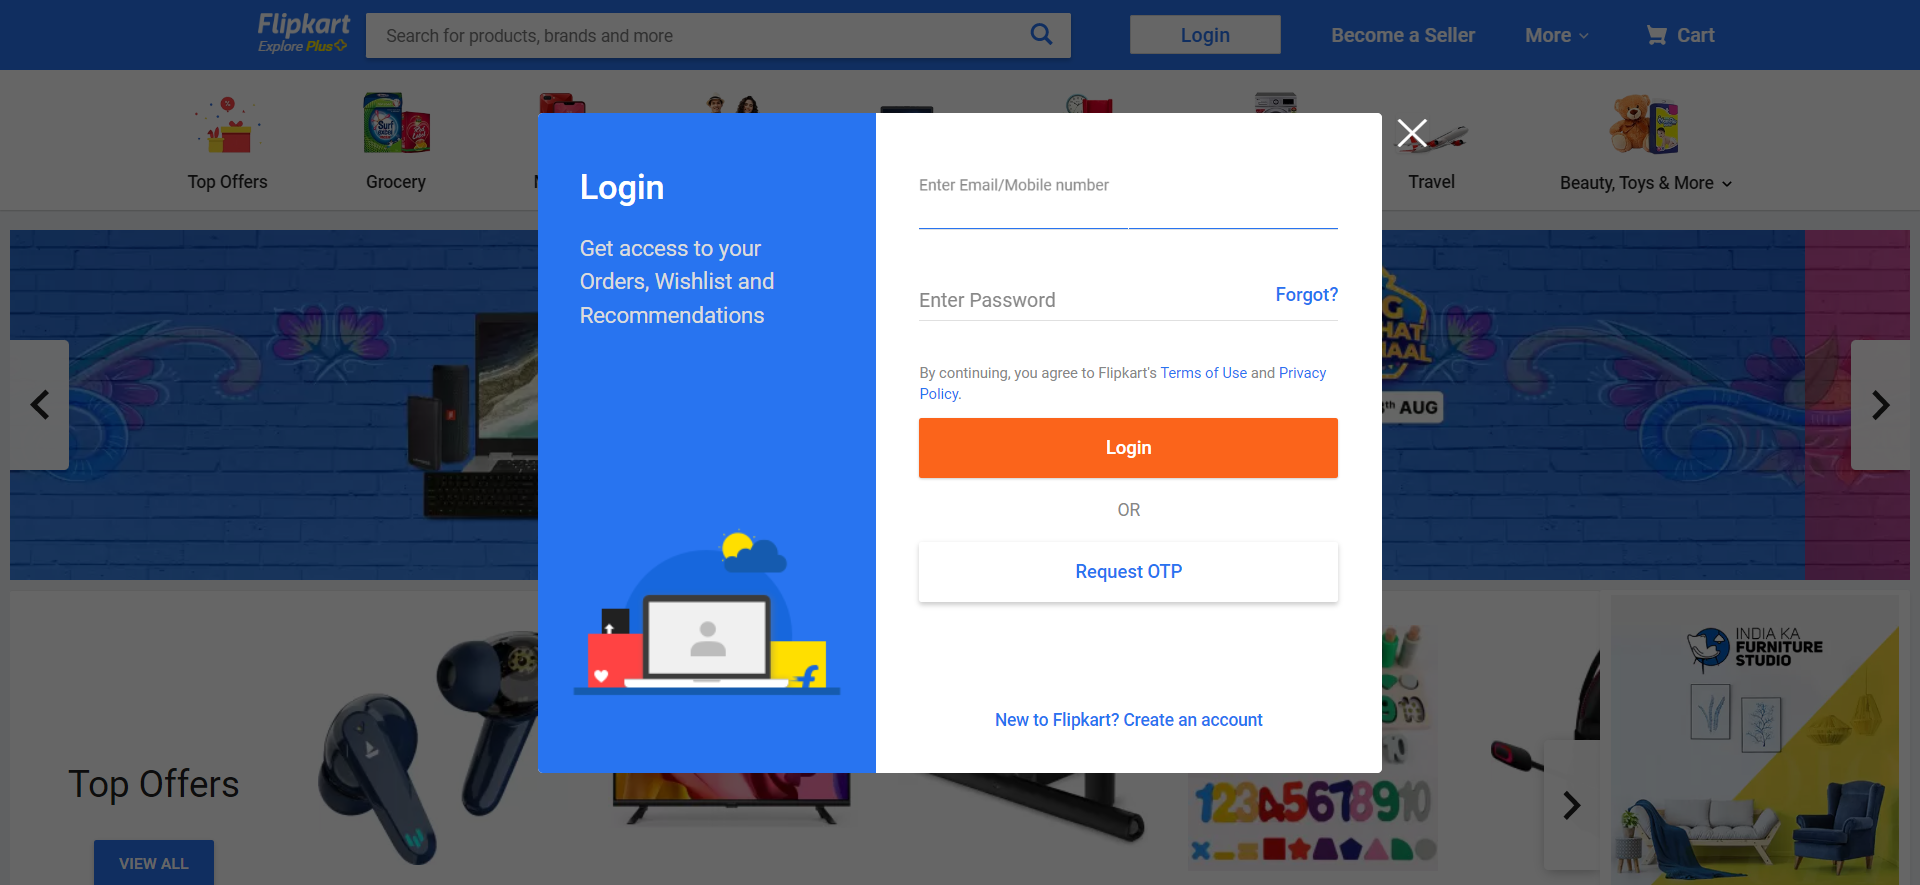 Flipkart
Explore Plus
Search for products, brands and more
Login
Become a Seller
More
Cart
Top Offers
Grocery
Travel
Beauty, Toys & More
Login
Get access to your
Orders, Wishlist and
Recommendations
Enter Email/Mobile number
Enter Password
Forgot?
By continuing, you agree to Flipkart's Terms of Use and Privacy
Policy.
Login
OR
Request OTP
New to Flipkart? Create an account
AUG
Top Offers
VIEW ALL
INDIA KA
FURNITURE
STUDIO
12345678910